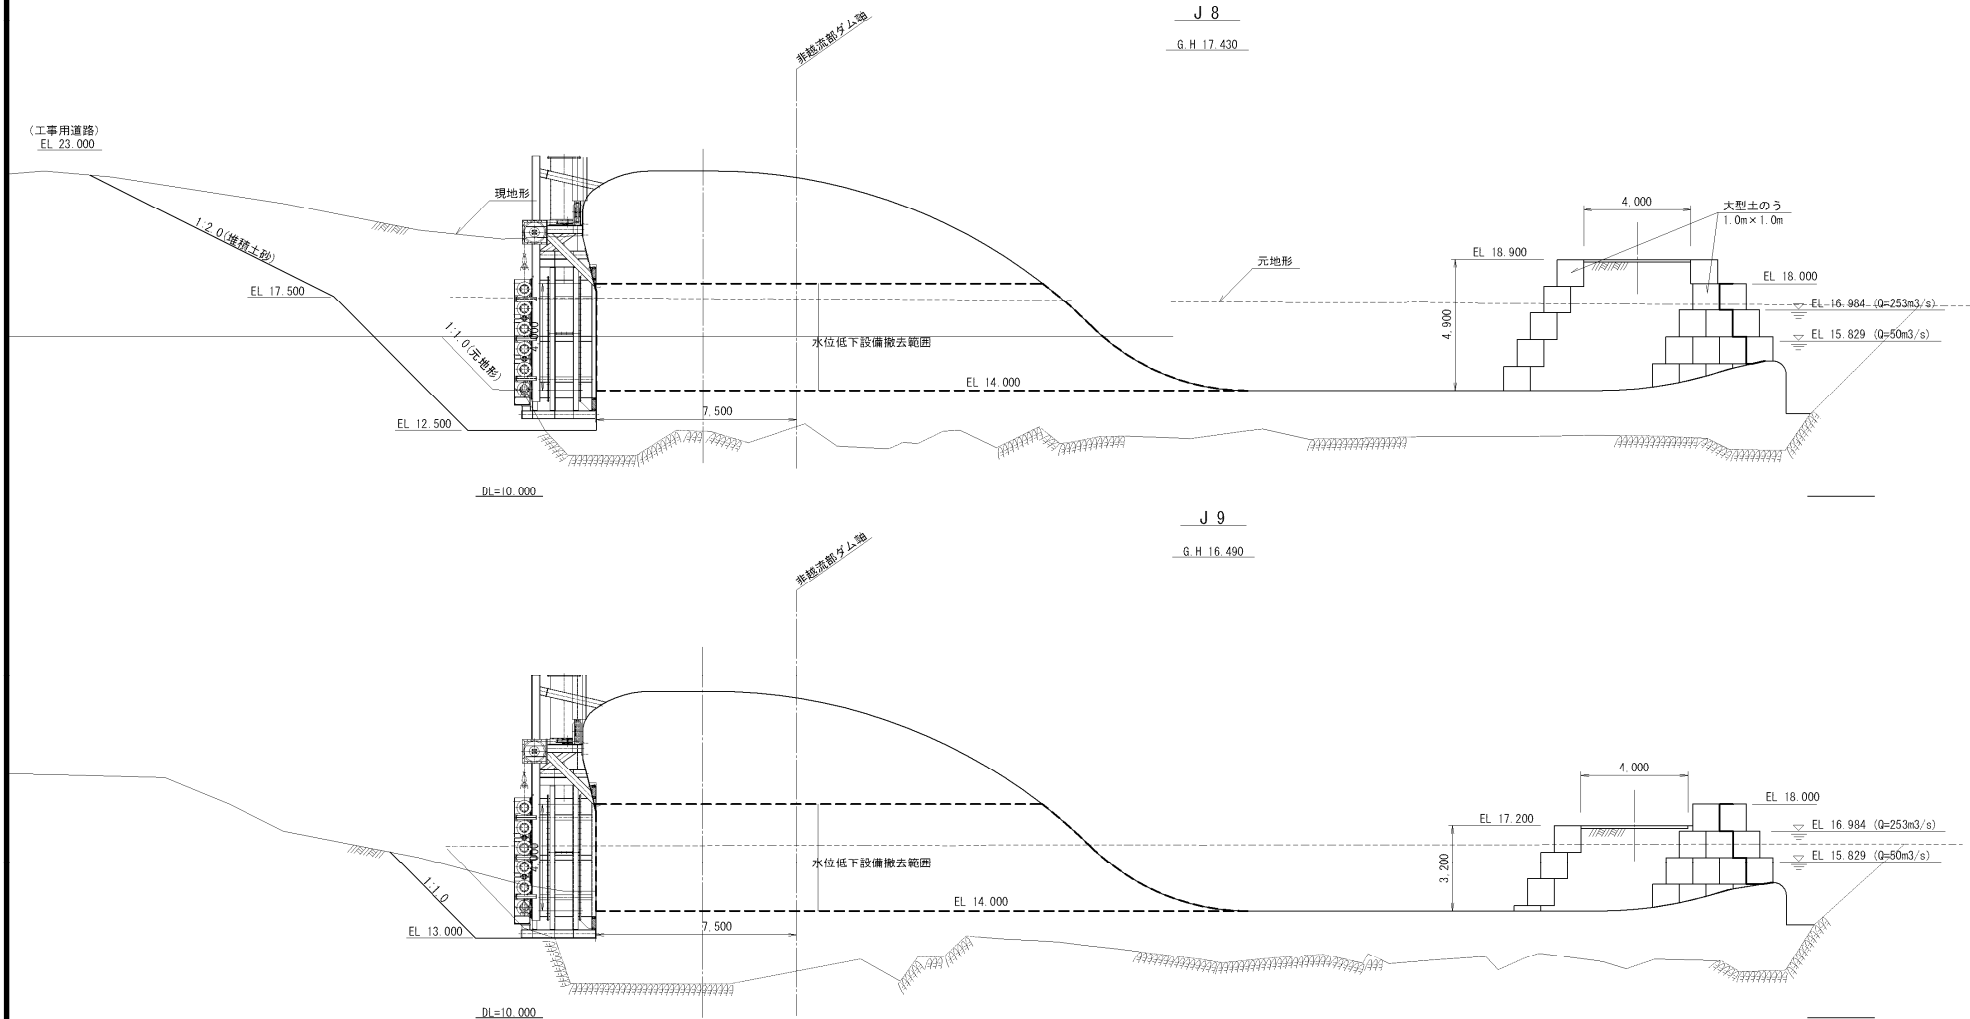 J 8
G.H 17.430
非越流部ダム軸
(工事用道路)
EL 23.000
現地形
1:2.0(堆積土砂)
EL 17.500
1:1.0(元地形)
EL 12.500
水位低下設備撤去範囲
EL 14.000
7,500
元地形
4.000
大型土のう
1.0m×1.0m
EL 18.900
EL 18.000
EL 16.984 (Q=253m3/s)
4.900
EL 15.829 (Q=50m3/s)
DL=10.000
J 9
G.H 16.490
非越流部ダム軸
4.000
EL 18.000
EL 17.200
EL 16.984 (Q=253m3/s)
水位低下設備撤去範囲
3,200
EL 15.829 (Q=50m3/s)
1:1.0
EL 14.000
EL 13.000
7,500
DL=10.000